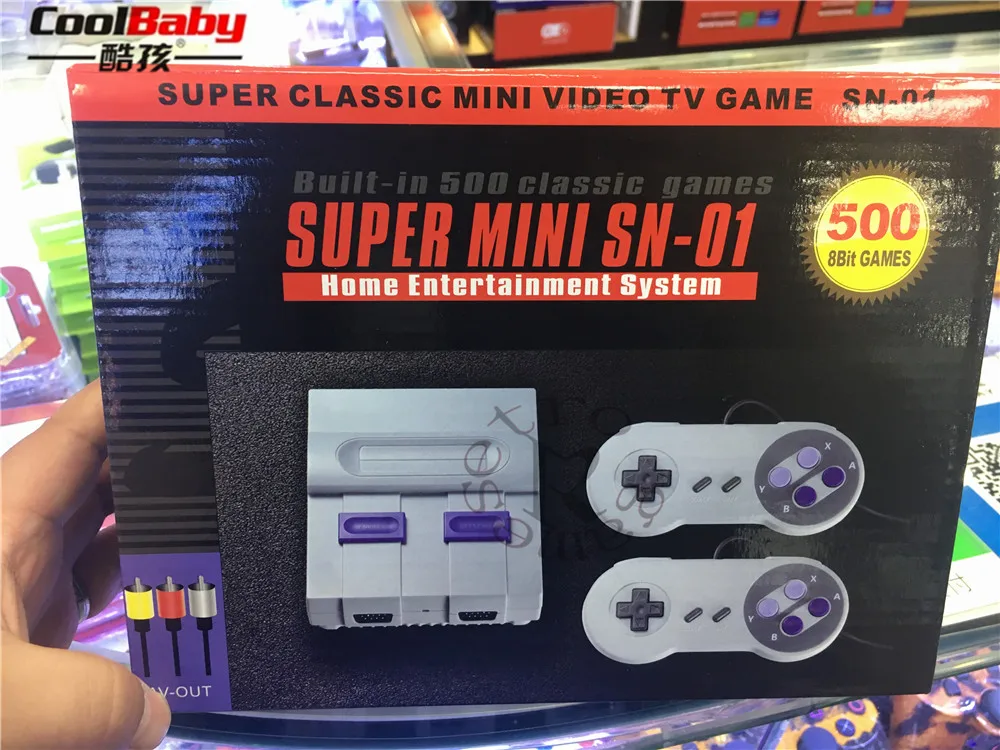 CoolBaby
酷孩®
SUPER CLASSIC MINI VIDEO TV GAME SN-01
Built-in 500 classic games
SUPER MINI SN-01
Home Entertainment System
500
8Bit GAMES
X
A
Y
B
X
A
Y
B
AV-OUT